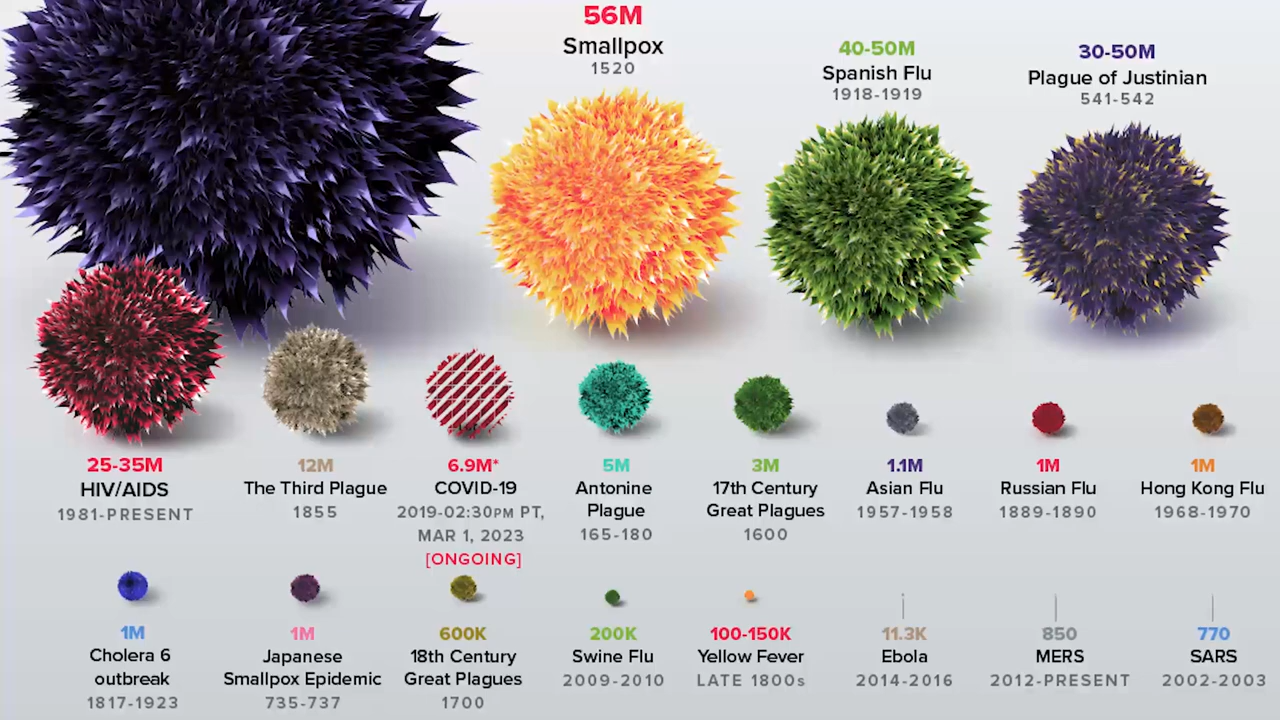 56M
Smallpox
1520
40-50M
Spanish Flu
1918-1919
30-50M
Plague of Justinian
541-542
25-35M
HIV/AIDS
1981-PRESENT
12M
The Third Plague
1855
6.9M*
COVID-19
2019-02:30PM PT,
MAR 1, 2023
[ONGOING]
5M
Antonine
Plague
165-180
3M
17th Century
Great Plagues
1600
1.1M
Asian Flu
1957-1958
1M
Russian Flu
1889-1890
1M
Hong Kong Flu
1968-1970
1M
Cholera 6
outbreak
1817-1923
1M
Japanese
Smallpox Epidemic
735-737
600K
18th Century
Great Plagues
1700
200K
Swine Flu
2009-2010
100-150K
Yellow Fever
LATE 1800s
11.3K
Ebola
2014-2016
850
MERS
2012-PRESENT
770
SARS
2002-2003